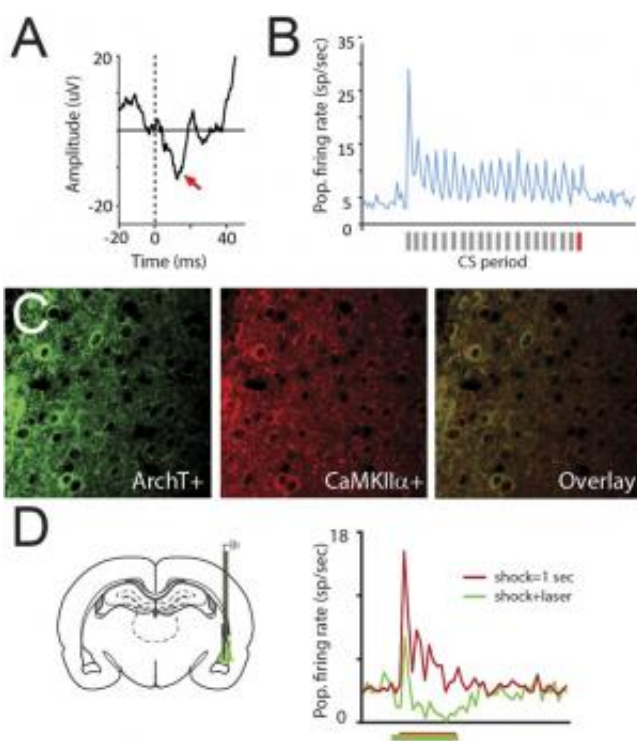 A
Amplitude (uV)
20
-20
-20
0
40
Time (ms)
B
Pop. firing rate (sp/sec)
35
25
15
5
0
CS period
C
ArchT+
CaMKIIα+
Overlay
D
Pop. firing rate (sp/sec)
18
0
shock=1 sec
shock+laser